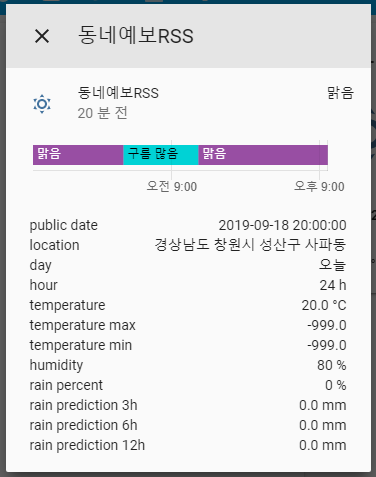 동네예보RSS
동네예보RSS 맑음
20 분 전
맑음 구름 많음 맑음
오전 9:00 오후 9:00
public date 2019-09-18 20:00:00
location 경상남도 창원시 성산구 사파동
day 오늘
hour 24 h
temperature 20.0 °C
temperature max -999.0
temperature min -999.0
humidity 80 %
rain percent 0 %
rain prediction 3h 0.0 mm
rain prediction 6h 0.0 mm
rain prediction 12h 0.0 mm